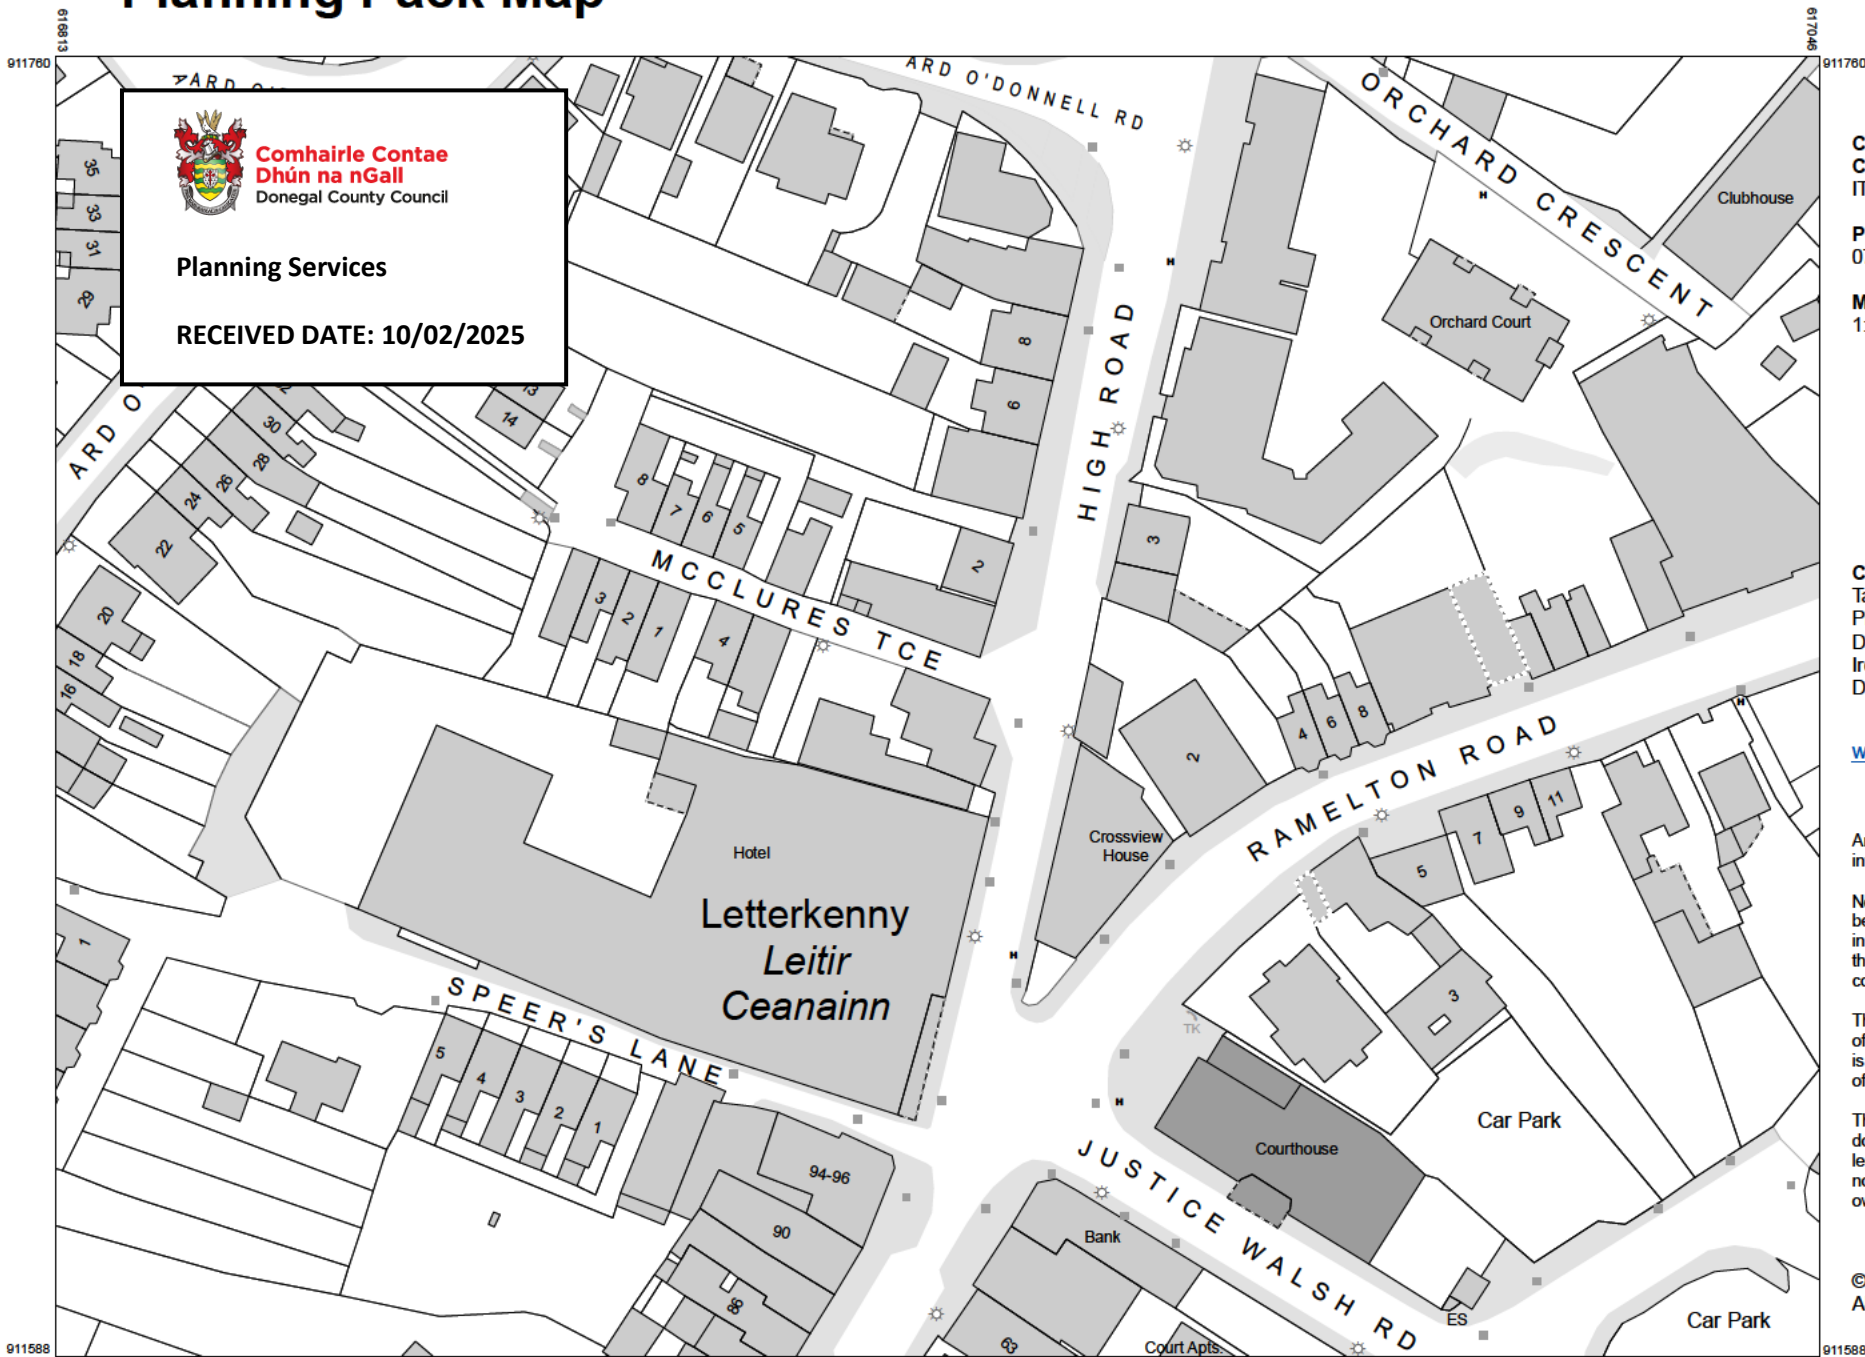 Planning Pack Map
616813
617046
911760
911760
ARD O'DONNELL RD
ORCHARD CRESCENT
Comhairle Contae
Dhún na nGall
Donegal County Council
Planning Services
RECEIVED DATE: 10/02/2025
35
33
31
29
Clubhouse
H
H
Orchard Court
HIGH ROAD
8
6
ARD O
13
14
30
28
26
24
22
20
18
16
8
7
6
5
MCCLURES TCE
3
2
1
4
2
3
2
4
6
8
RAMELTON ROAD
H
Crossview
House
5
7
9
11
3
Hotel
Letterkenny
Leitir
Ceanainn
H
TK
1
SPEER'S LANE
5
4
3
2
1
H
Courthouse
Car Park
JUSTICE WALSH RD
94-96
90
86
Bank
63
Court Apts.
ES
Car Park
911588
911588